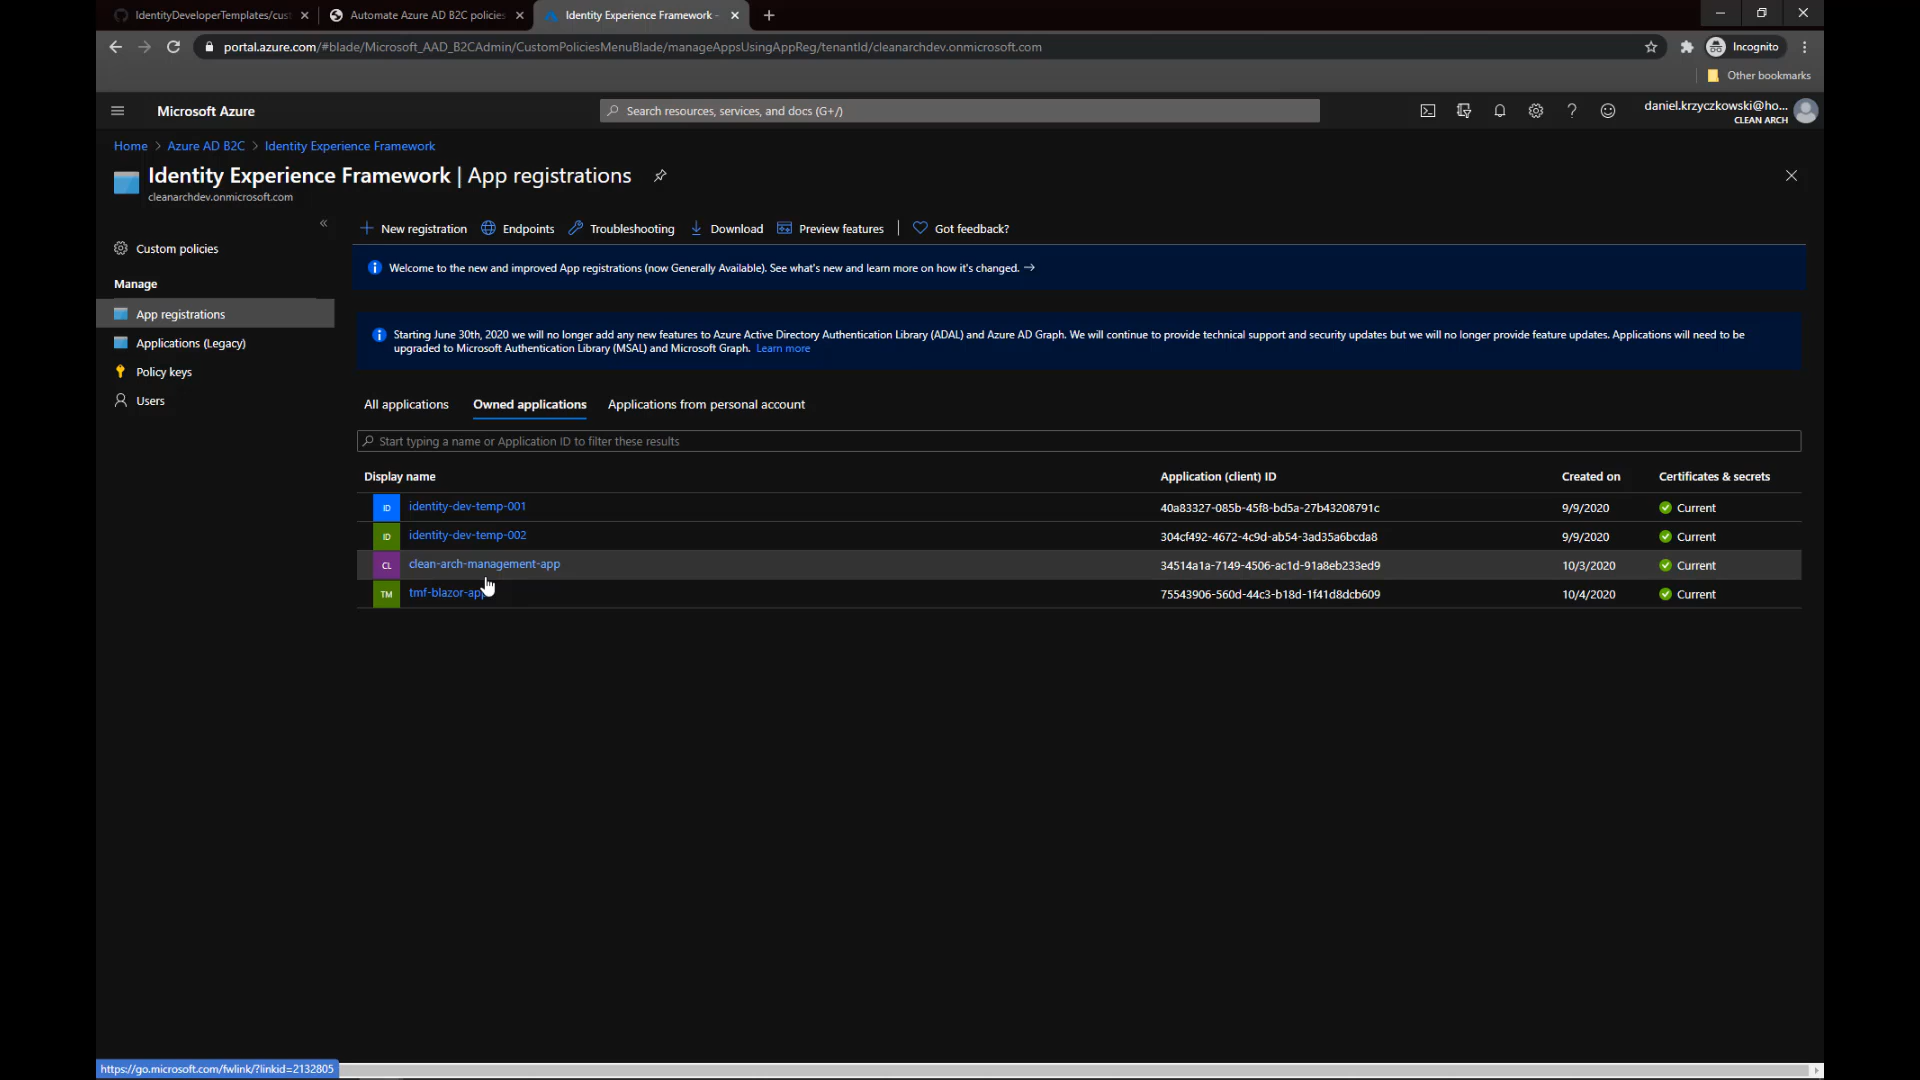 IdentityDeveloperTemplates/cust
Automate Azure AD B2C policies
Identity Experience Framework -
portal.azure.com/#blade/Microsoft_AAD_B2CAdmin/CustomPoliciesMenuBlade/manageAppsUsingAppReg/tenantId/cleanarchdev.onmicrosoft.com
Incognito
Other bookmarks
Microsoft Azure
Search resources, services, and docs (G+/)
daniel.krzyczkowski@ho...
CLEAN ARCH
Home > Azure AD B2C > Identity Experience Framework
Identity Experience Framework | App registrations
cleanarchdev.onmicrosoft.com
Custom policies
Manage
App registrations
Applications (Legacy)
Policy keys
Users
New registration
Endpoints
Troubleshooting
Download
Preview features
Got feedback?
Welcome to the new and improved App registrations (now Generally Available). See what's new and learn more on how it's changed. →
Starting June 30th, 2020 we will no longer add any new features to Azure Active Directory Authentication Library (ADAL) and Azure AD Graph. We will continue to provide technical support and security updates but we will no longer provide feature updates. Applications will need to be
upgraded to Microsoft Authentication Library (MSAL) and Microsoft Graph. Learn more
All applications
Owned applications
Applications from personal account
Start typing a name or Application ID to filter these results
Display name Application (client) ID Created on Certificates & secrets
ID identity-dev-temp-001 40a83327-085b-45f8-bd5a-27b43208791c 9/9/2020 Current
ID identity-dev-temp-002 304cf492-4672-4c9d-ab54-3ad35a6bcda8 9/9/2020 Current
CL clean-arch-management-app 34514a1a-7149-4506-ac1d-91a8eb233ed9 10/3/2020 Current
TM tmf-blazor-app 75543906-560d-44c3-b18d-1f41d8dcb609 10/4/2020 Current
https://go.microsoft.com/fwlink/?linkid=2132805